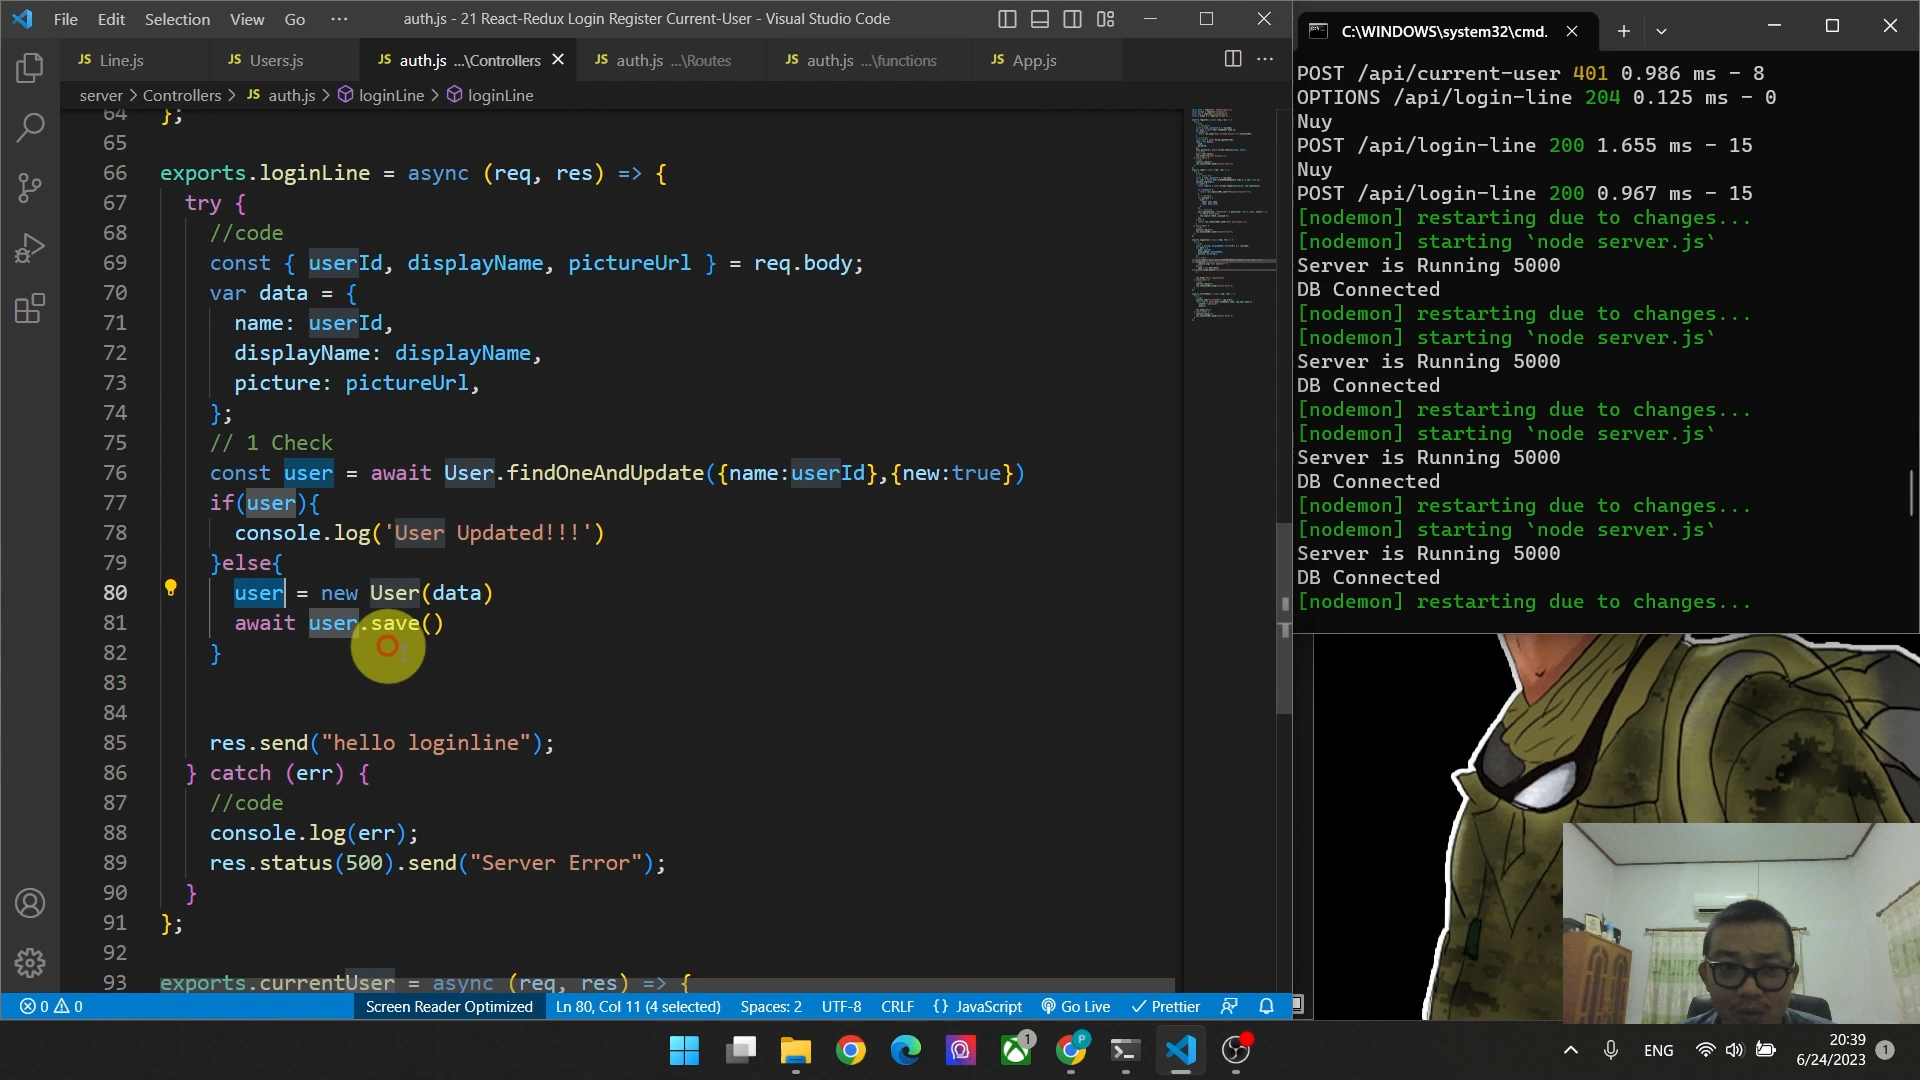 File Edit Selection View Go ··· auth.js - 21 React-Redux Login Register Current-User - Visual Studio Code
JS Line.js JS Users.js JS auth.js ...\Controllers JS auth.js ...\Routes JS auth.js ...\functions JS App.js
server > Controllers > JS auth.js > loginLine > loginLine
64 };
65
66 exports.loginLine = async (req, res) => {
67 try {
68 //code
69 const { userId, displayName, pictureUrl } = req.body;
70 var data = {
71 name: userId,
72 displayName: displayName,
73 picture: pictureUrl,
74 };
75 // 1 Check
76 const user = await User.findOneAndUpdate({name:userId},{new:true})
77 if(user){
78 console.log('User Updated!!!')
79 }else{
80 user = new User(data)
81 await user.save()
82 }
83
84
85 res.send("hello loginline");
86 } catch (err) {
87 //code
88 console.log(err);
89 res.status(500).send("Server Error");
90 }
91 };
92
93 exports.currentUser = async (req, res) => {
0 0 Screen Reader Optimized Ln 80, Col 11 (4 selected) Spaces: 2 UTF-8 CRLF {} JavaScript Go Live Prettier
C:\WINDOWS\system32\cmd.
POST /api/current-user 401 0.986 ms - 8
OPTIONS /api/login-line 204 0.125 ms - 0
Nuy
POST /api/login-line 200 1.655 ms - 15
Nuy
POST /api/login-line 200 0.967 ms - 15
[nodemon] restarting due to changes...
[nodemon] starting `node server.js`
Server is Running 5000
DB Connected
[nodemon] restarting due to changes...
[nodemon] starting `node server.js`
Server is Running 5000
DB Connected
[nodemon] restarting due to changes...
[nodemon] starting `node server.js`
Server is Running 5000
DB Connected
[nodemon] restarting due to changes...
[nodemon] starting `node server.js`
Server is Running 5000
DB Connected
[nodemon] restarting due to changes...
1 P ENG 20:39
6/24/2023 1